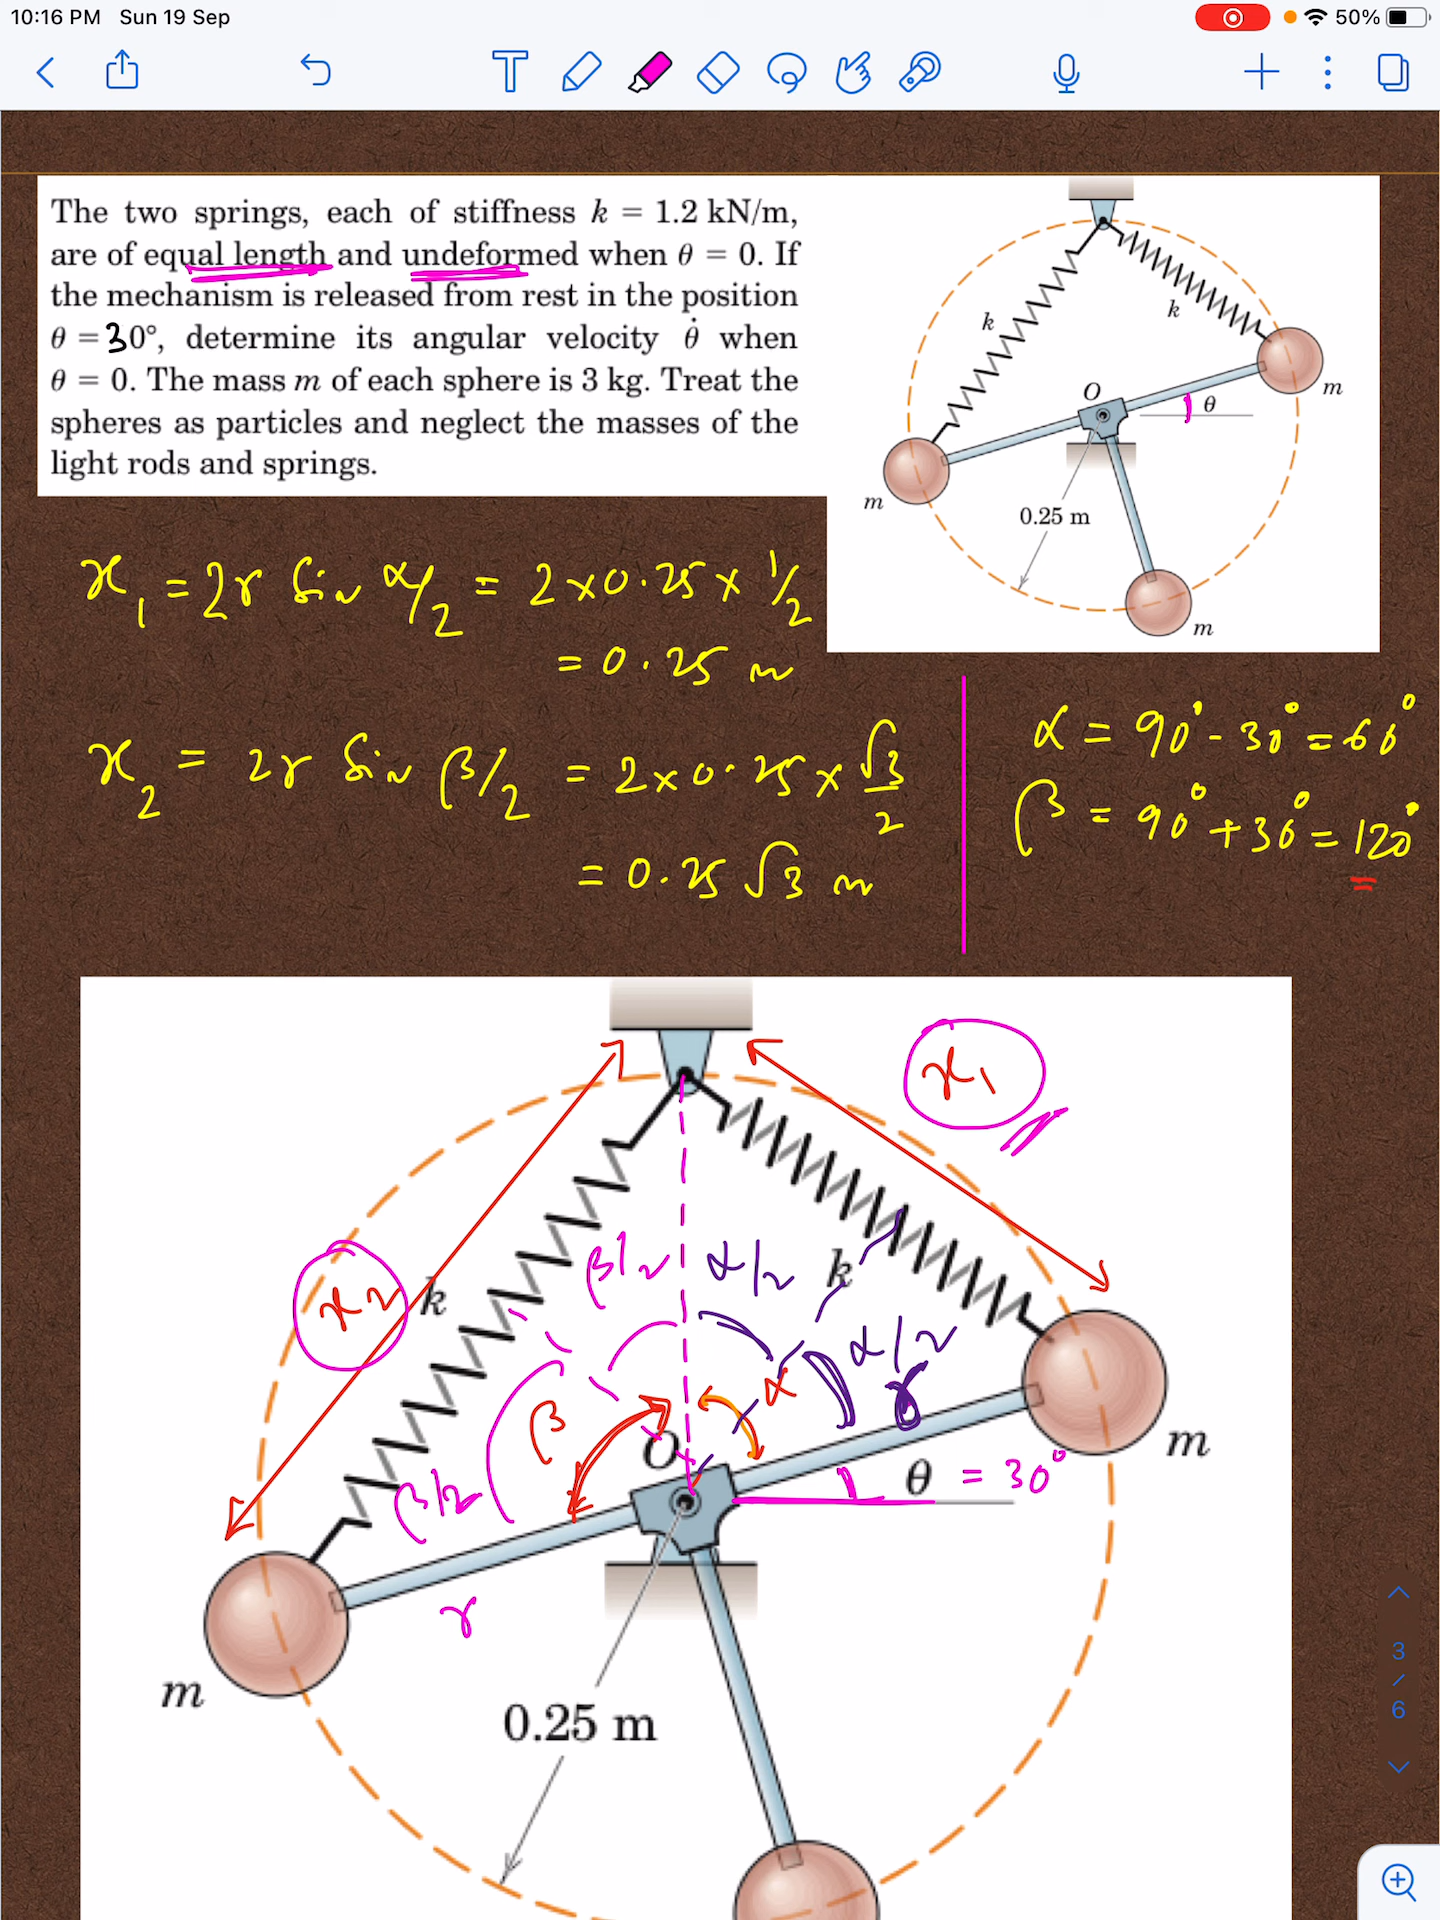 10:16 PM Sun 19 Sep
50%
The two springs, each of stiffness k = 1.2 kN/m,
are of equal length and undeformed when θ = 0. If
the mechanism is released from rest in the position
θ = 30°, determine its angular velocity θ̇ when
θ = 0. The mass m of each sphere is 3 kg. Treat the
spheres as particles and neglect the masses of the
light rods and springs.
k
k
O
θ
m
m
0.25 m
m
x₁ = 2r Sin α/2 = 2×0.25×1/2
= 0.25 m
x₂ = 2r Sin β/2 = 2×0.25×√3/2
= 0.25√3 m
α = 90° - 30° = 60°
β = 90° + 30° = 120°
x₁
β/2
α/2
k
x₂
k
α/2
α
r
β
O
m
β/2
θ = 30°
r
m
0.25 m
3
/
6